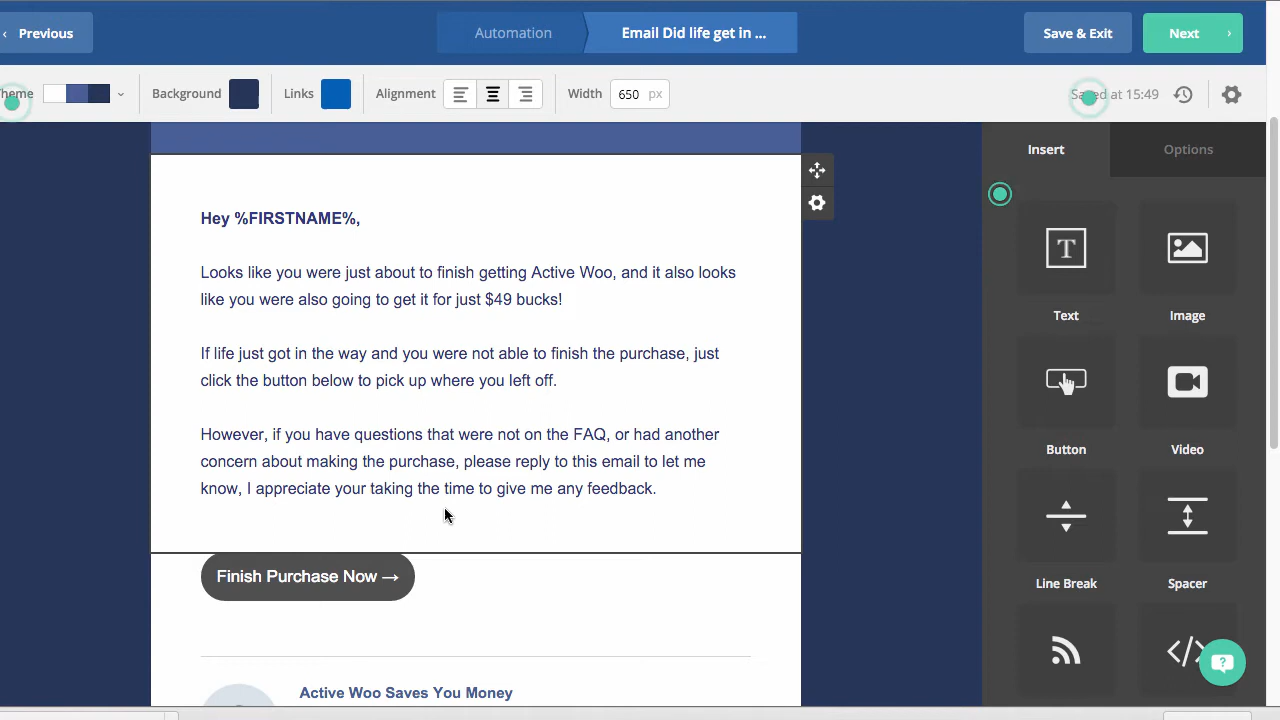 ‹ Previous
Automation
Email Did life get in ...
Save & Exit
Next ›
heme
Background
Links
Alignment
Width
650 px
Saved at 15:49
Insert
Options
Hey %FIRSTNAME%,
Looks like you were just about to finish getting Active Woo, and it also looks
like you were also going to get it for just $49 bucks!
If life just got in the way and you were not able to finish the purchase, just
click the button below to pick up where you left off.
However, if you have questions that were not on the FAQ, or had another
concern about making the purchase, please reply to this email to let me
know, I appreciate your taking the time to give me any feedback.
Finish Purchase Now →
Active Woo Saves You Money
T
Text
Image
Button
Video
Line Break
Spacer
</>
?